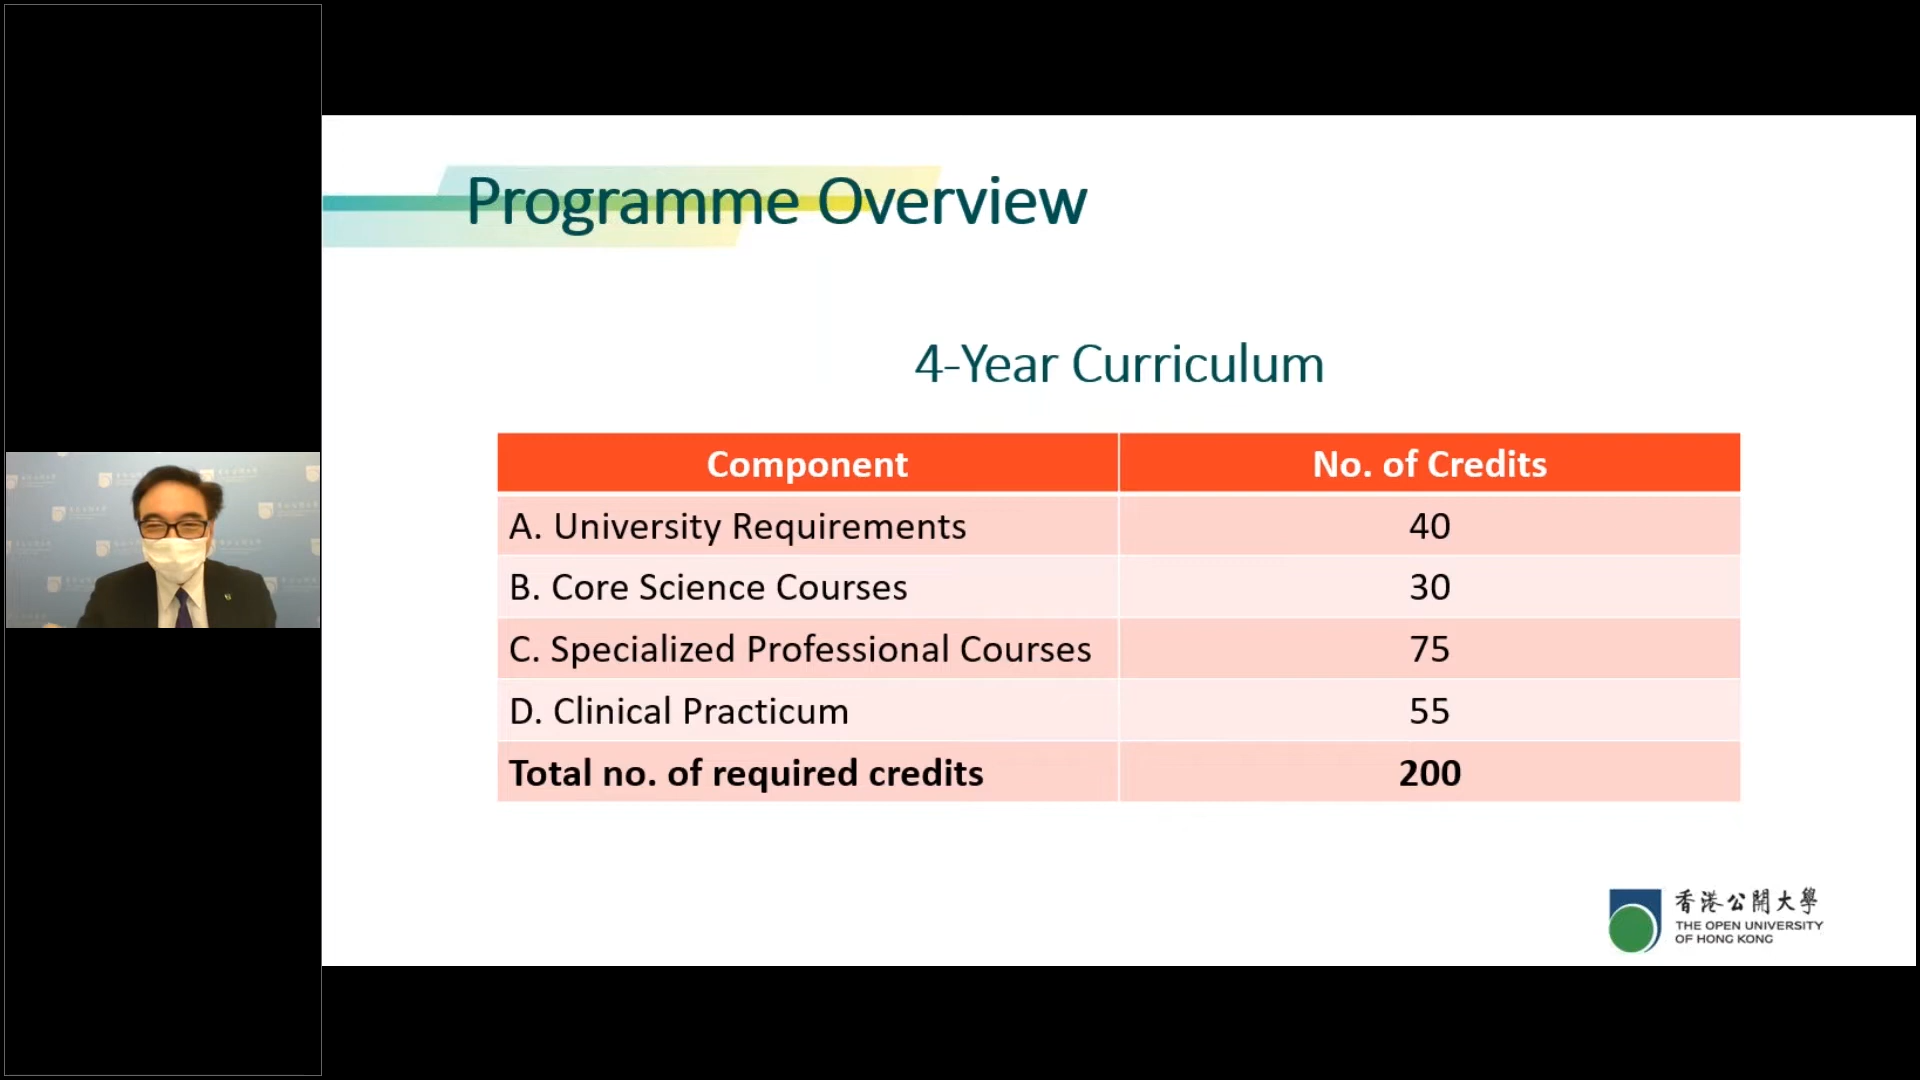 Programme Overview
4-Year Curriculum
Component No. of Credits
A. University Requirements 40
B. Core Science Courses 30
C. Specialized Professional Courses 75
D. Clinical Practicum 55
Total no. of required credits 200
香港公開大學
THE OPEN UNIVERSITY
OF HONG KONG